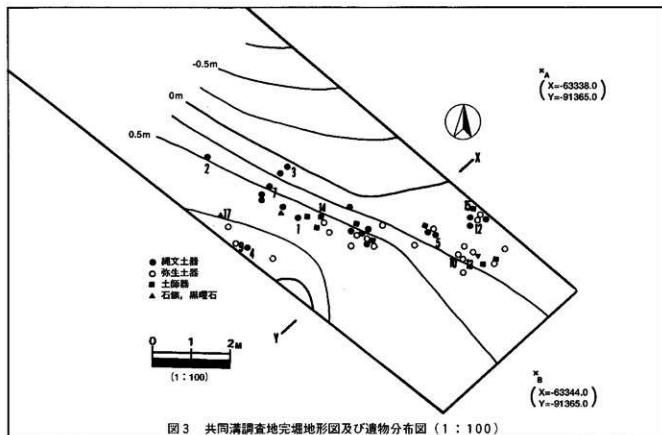 -0.5m
0m
0.5m
×A
(X=-63338.0
Y=-91365.0)
X
3
2
7
14
1
17
9
4
15
12
5
10
● 縄文土器
○ 弥生土器
■ 土師器
▲ 石鏃，黒曜石
0 1 2M
(1：100)
Y
×B
(X=-63344.0
Y=-91365.0)
図3 共同溝調査地完堀地形図及び遺物分布図（1：100）